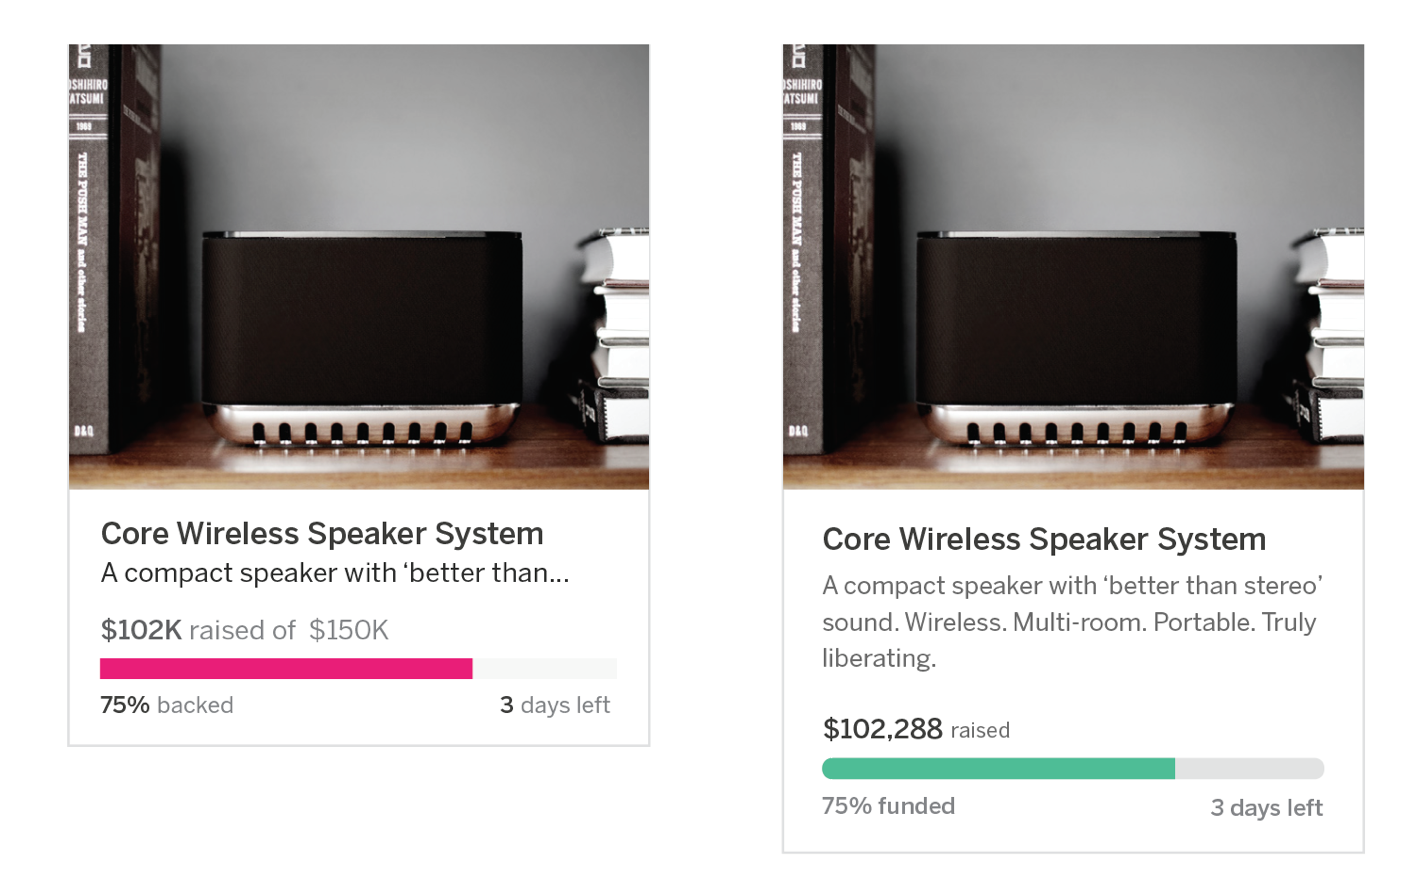 OSHIHIRO
ATSUMI
1969
THE PUSH MAN and other stories
D&Q
Core Wireless Speaker System
A compact speaker with ‘better than...
$102K raised of $150K
75% backed
3 days left
OSHIHIRO
ATSUMI
1969
THE PUSH MAN and other stories
D&Q
Core Wireless Speaker System
A compact speaker with ‘better than stereo’
sound. Wireless. Multi-room. Portable. Truly
liberating.
$102,288 raised
75% funded
3 days left